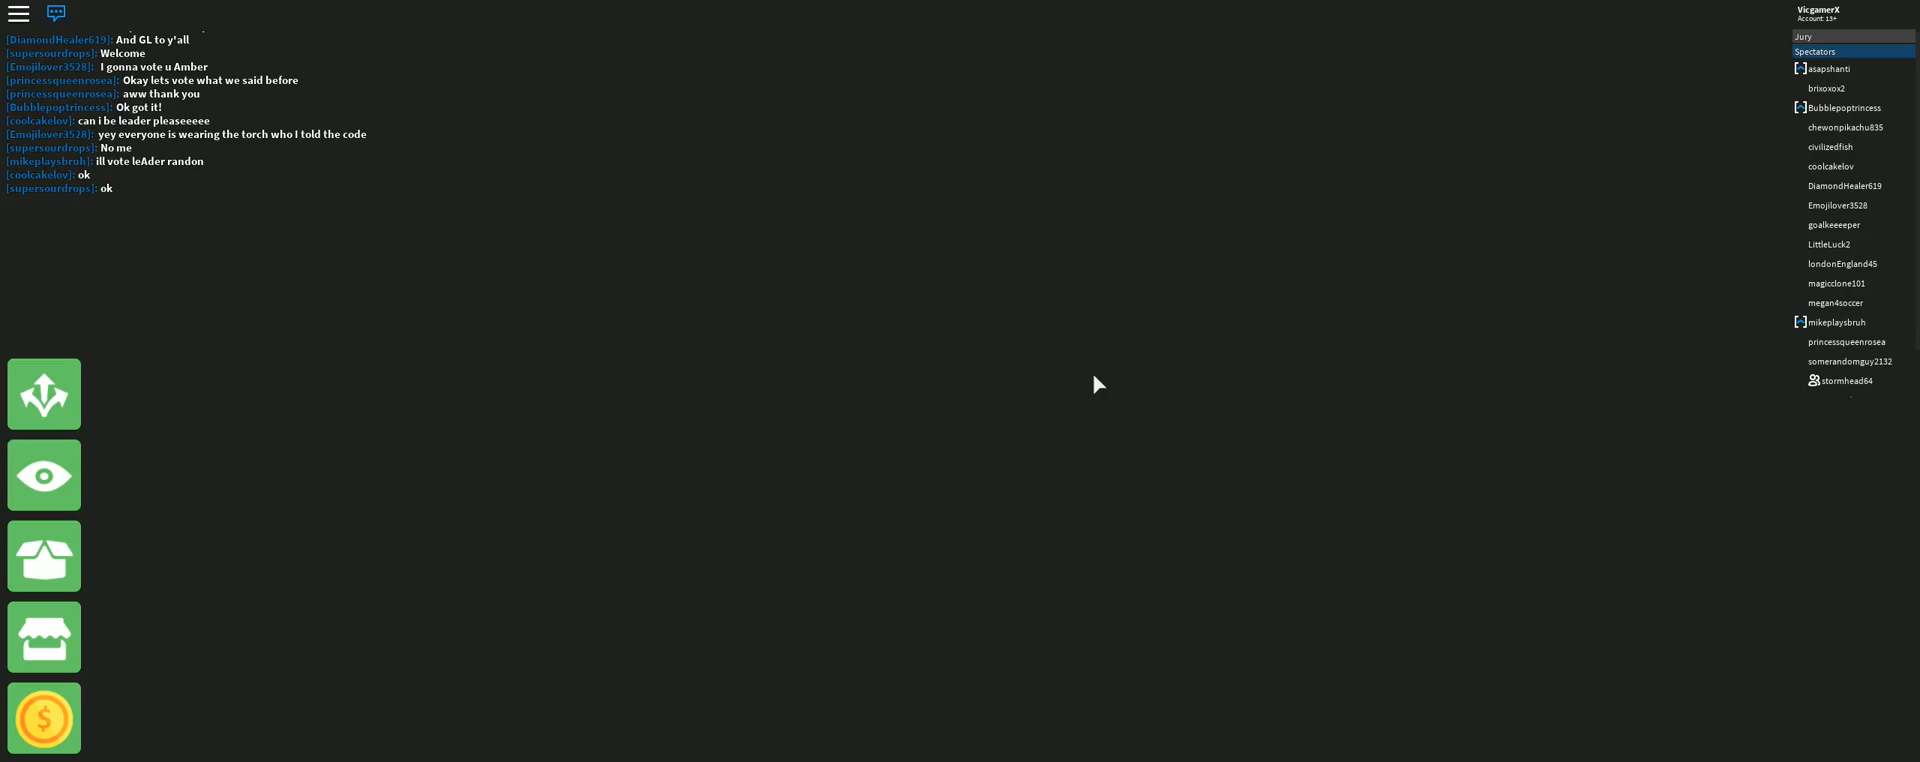 [DiamondHealer619]: And GL to y'all
[supersourdrops]: Welcome
[Emojilover3528]: I gonna vote u Amber
[princessqueenrosea]: Okay lets vote what we said before
[princessqueenrosea]: aww thank you
[Bubblepoptrincess]: Ok got it!
[coolcakelov]: can i be leader pleaseeeee
[Emojilover3528]: yey everyone is wearing the torch who I told the code
[supersourdrops]: No me
[mikeplaysbruh]: ill vote leAder randon
[coolcakelov]: ok
[supersourdrops]: ok
VicgamerX
Account: 13+
Jury
Spectators
asapshanti
brixoxox2
Bubblepoptrincess
chewonpikachu835
civilizedfish
coolcakelov
DiamondHealer619
Emojilover3528
goalkeeeeper
LittleLuck2
londonEngland45
magicclone101
megan4soccer
mikeplaysbruh
princessqueenrosea
somerandomguy2132
stormhead64